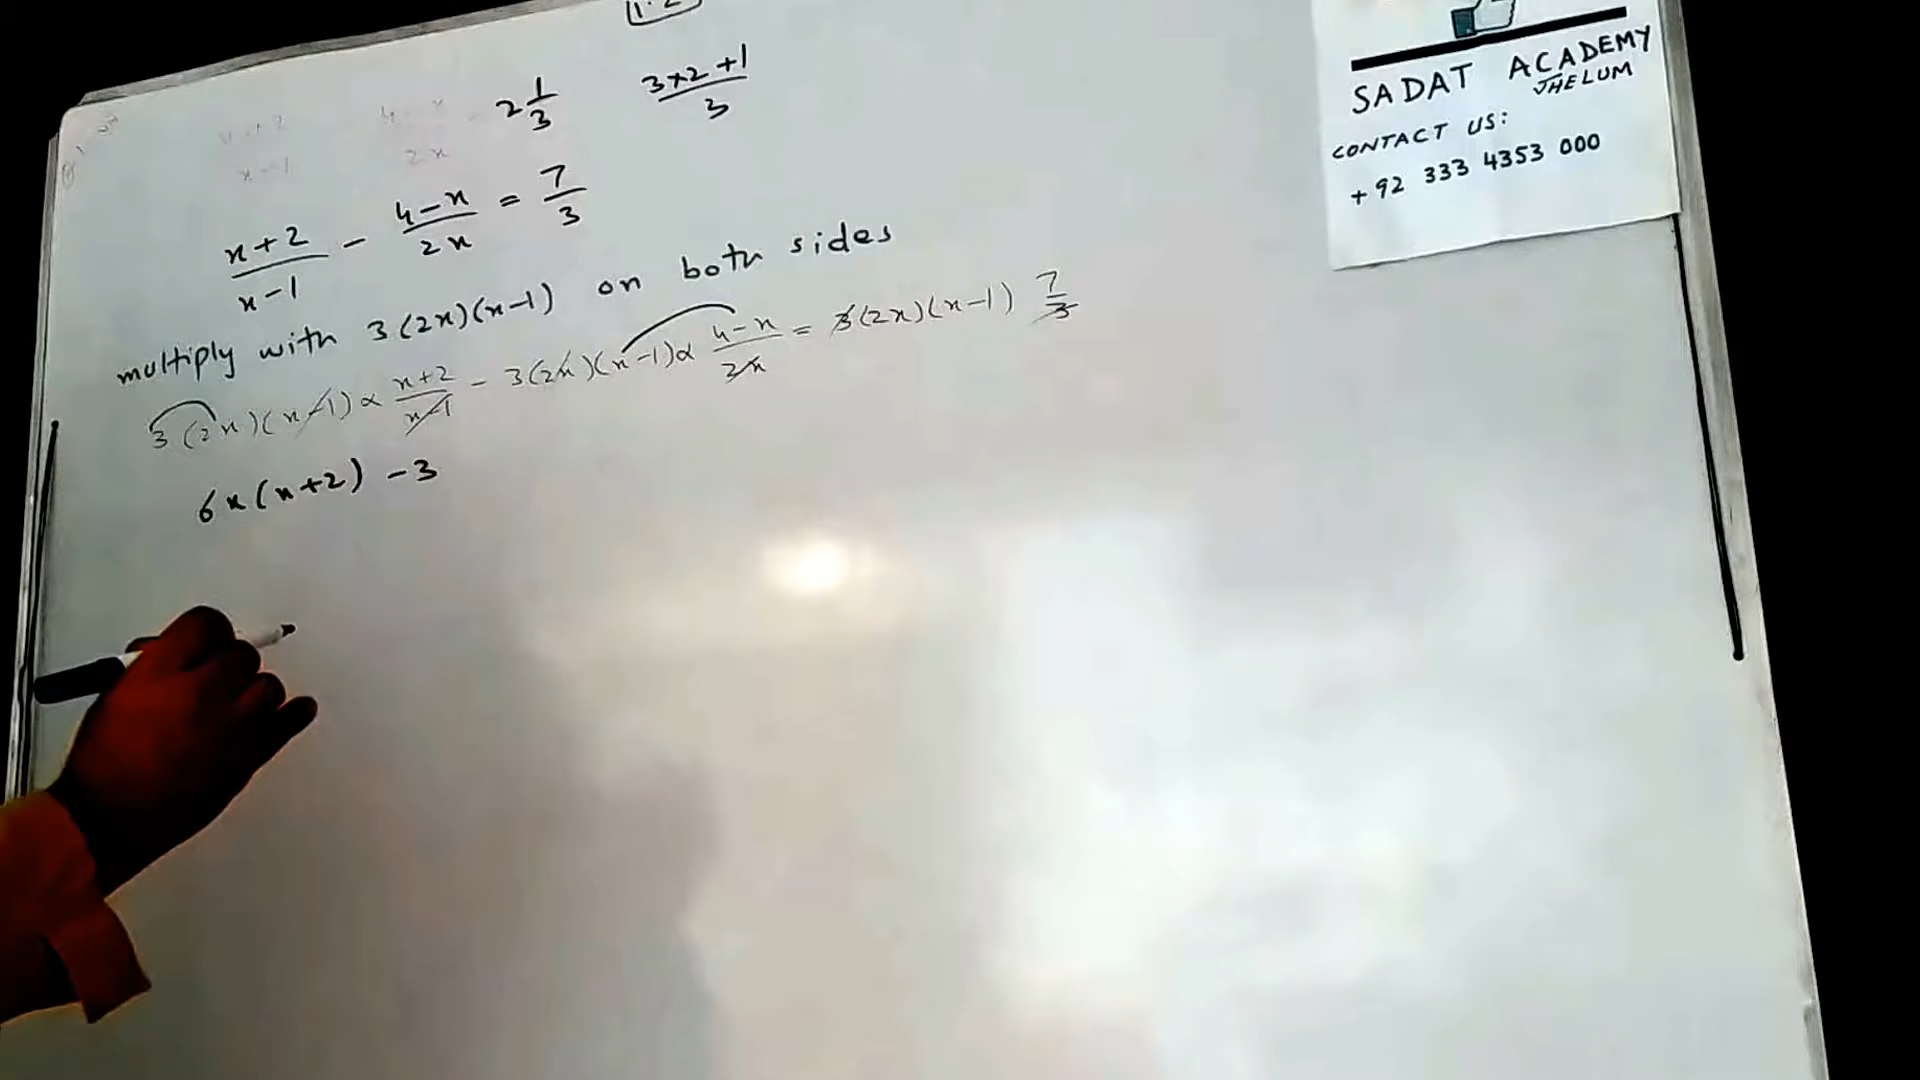 2 1/3 (3×2+1)/3
(x+2)/(x-1) - (4-x)/(2x) = 7/3
multiply with 3(2x)(x-1) on both sides
3(2x)(x-1) × (x+2)/(x-1) - 3(2x)(x-1) × (4-x)/(2x) = 3(2x)(x-1) 7/3
6x(x+2) -3
SADAT ACADEMY
JHELUM
CONTACT US:
+92 333 4353 000